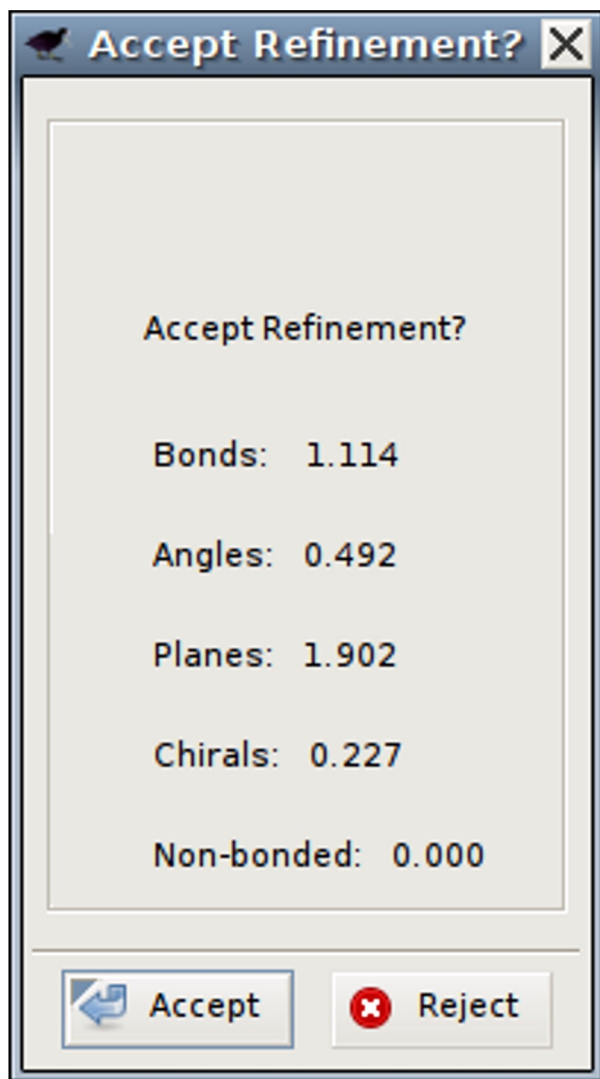 Accept Refinement?
Accept Refinement?
Bonds: 1.114
Angles: 0.492
Planes: 1.902
Chirals: 0.227
Non-bonded: 0.000
Accept Reject